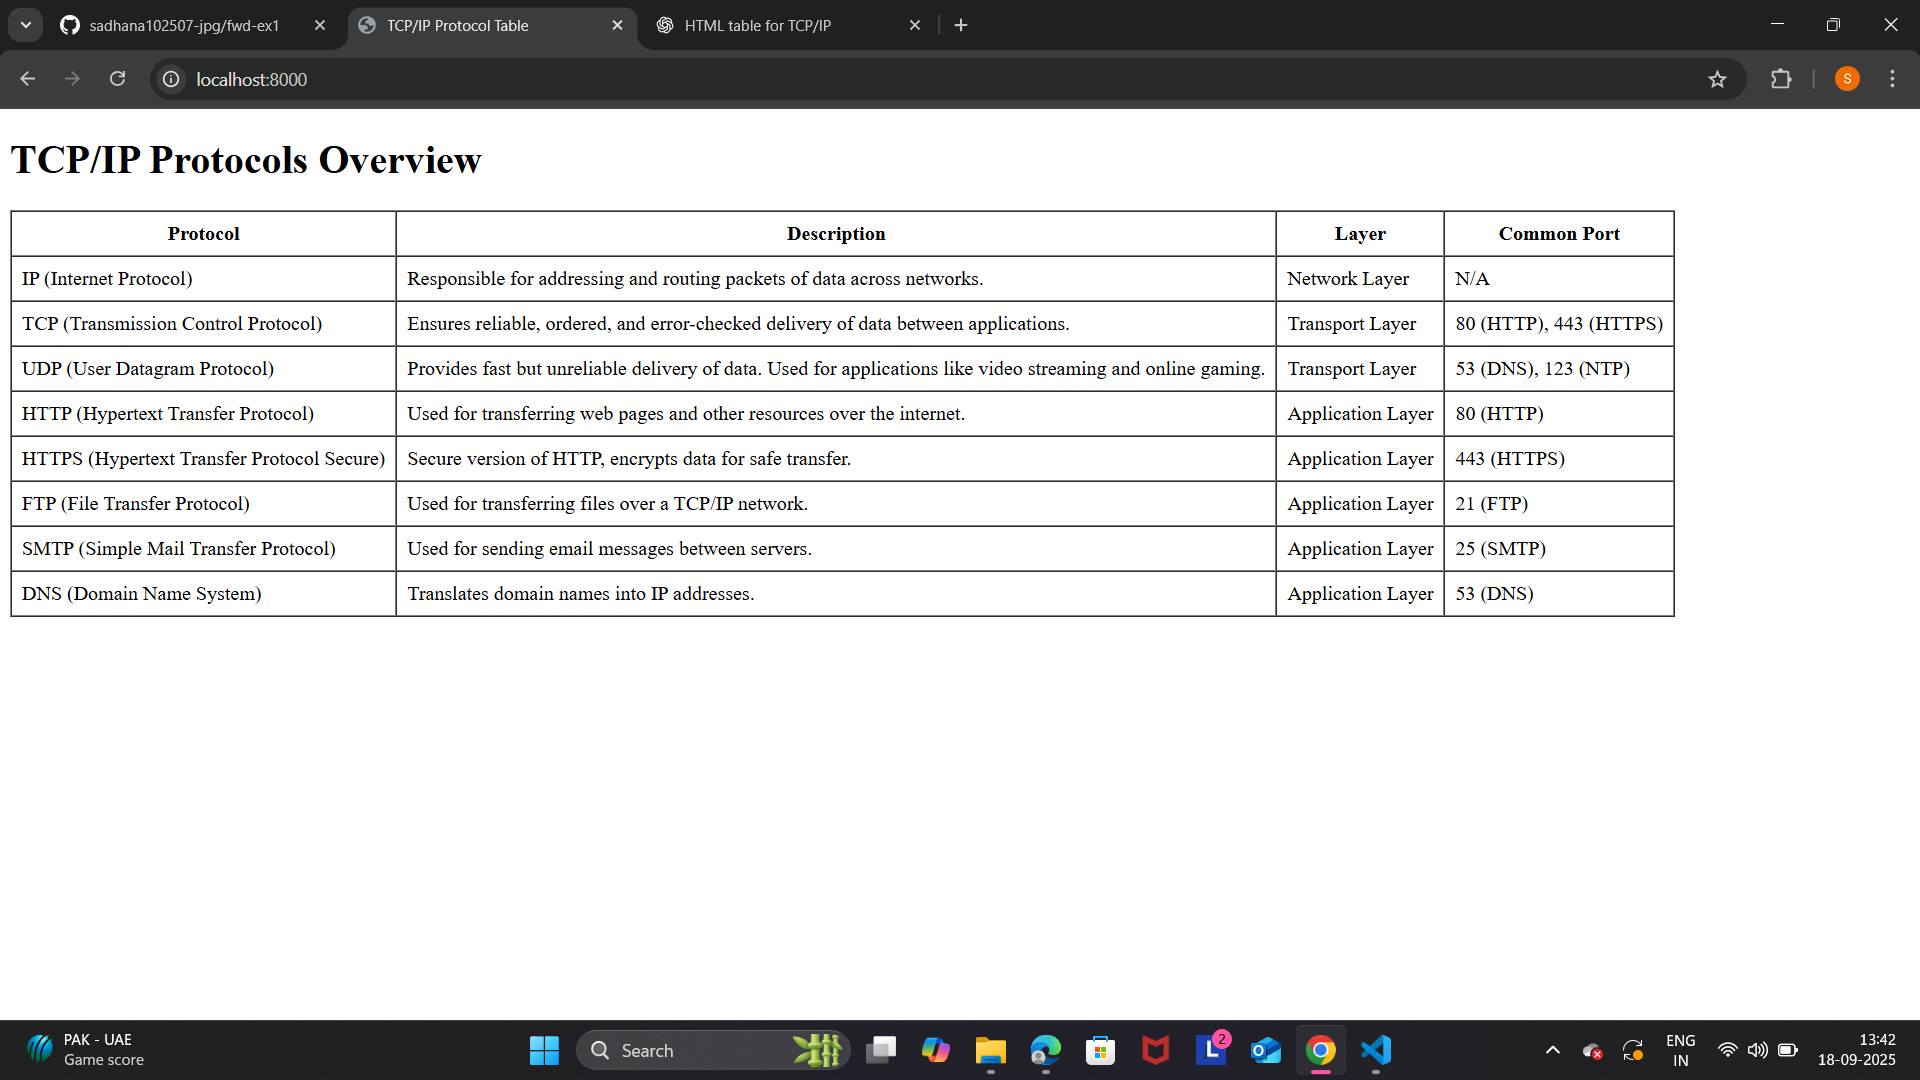 sadhana102507-jpg/fwd-ex1
TCP/IP Protocol Table
HTML table for TCP/IP
localhost:8000
S
TCP/IP Protocols Overview
Protocol Description Layer Common Port
IP (Internet Protocol) Responsible for addressing and routing packets of data across networks. Network Layer N/A
TCP (Transmission Control Protocol) Ensures reliable, ordered, and error-checked delivery of data between applications. Transport Layer 80 (HTTP), 443 (HTTPS)
UDP (User Datagram Protocol) Provides fast but unreliable delivery of data. Used for applications like video streaming and online gaming. Transport Layer 53 (DNS), 123 (NTP)
HTTP (Hypertext Transfer Protocol) Used for transferring web pages and other resources over the internet. Application Layer 80 (HTTP)
HTTPS (Hypertext Transfer Protocol Secure) Secure version of HTTP, encrypts data for safe transfer. Application Layer 443 (HTTPS)
FTP (File Transfer Protocol) Used for transferring files over a TCP/IP network. Application Layer 21 (FTP)
SMTP (Simple Mail Transfer Protocol) Used for sending email messages between servers. Application Layer 25 (SMTP)
DNS (Domain Name System) Translates domain names into IP addresses. Application Layer 53 (DNS)
PAK - UAE
Game score
Search
L
2
ENG
IN
13:42
18-09-2025